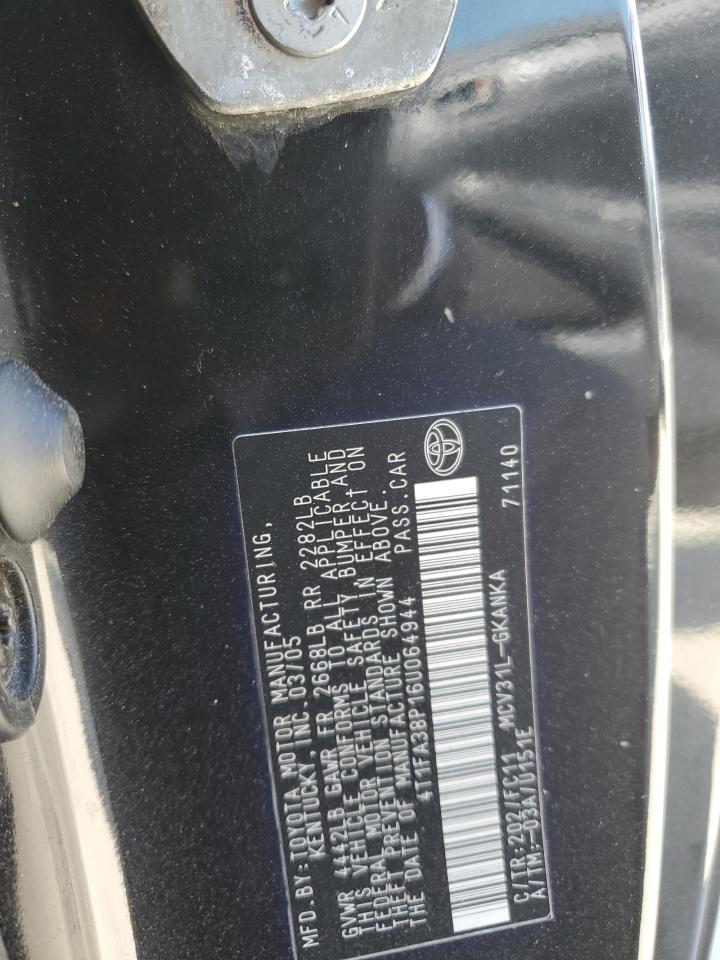 MFD. BY: TOYOTA MOTOR MANUFACTURING,
KENTUCKY, INC. 03/05
GVWR 4442LB GAWR FR 2668LB RR 2282LB
THIS VEHICLE CONFORMS TO ALL APPLICABLE
FEDERAL MOTOR VEHICLE SAFETY, BUMPER AND
THEFT PREVENTION STANDARDS IN EFFECT ON
THE DATE OF MANUFACTURE SHOWN ABOVE.
4T1FA38P16U064944 PASS.CAR
C/TR:202/FC11 MCV31L-GKANKA
A/TM:-03A/U151E 71140
7